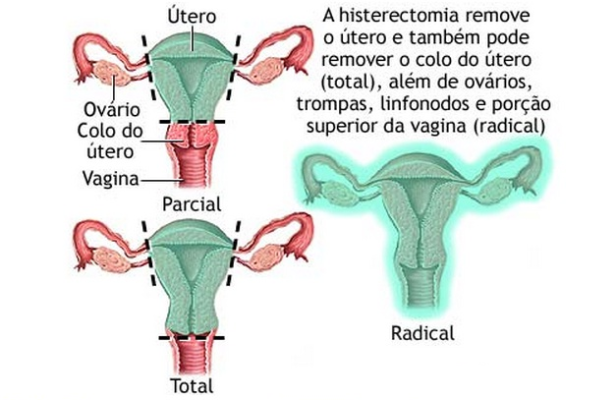 Útero
Ovário
Colo do
útero
Vagina
Parcial
A histerectomia remove
o útero e também pode
remover o colo do útero
(total), além de ovários,
trompas, linfonodos e porção
superior da vagina (radical)
Total
Radical